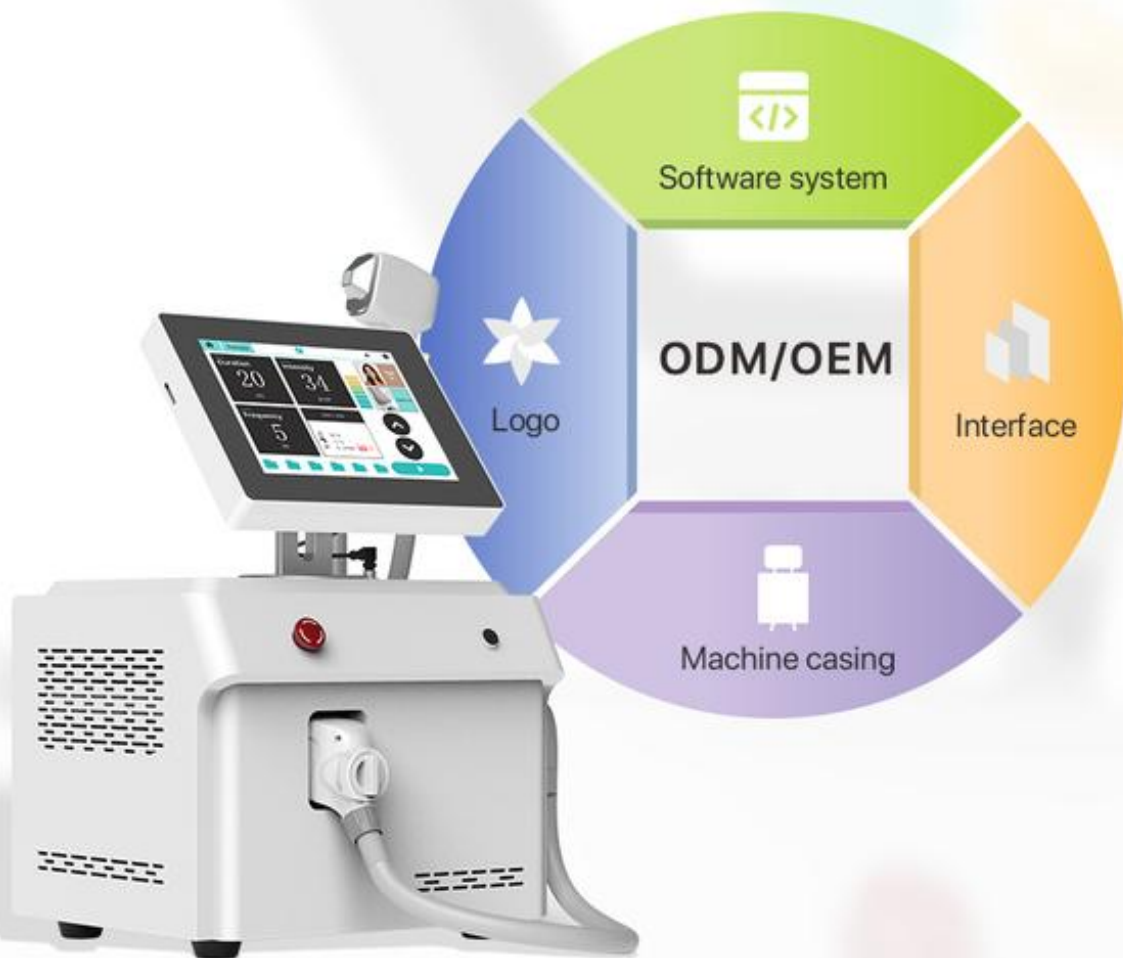 Software system
Logo
ODM/OEM
Interface
Machine casing
Duration
20
Intensity
34
Frequency
5